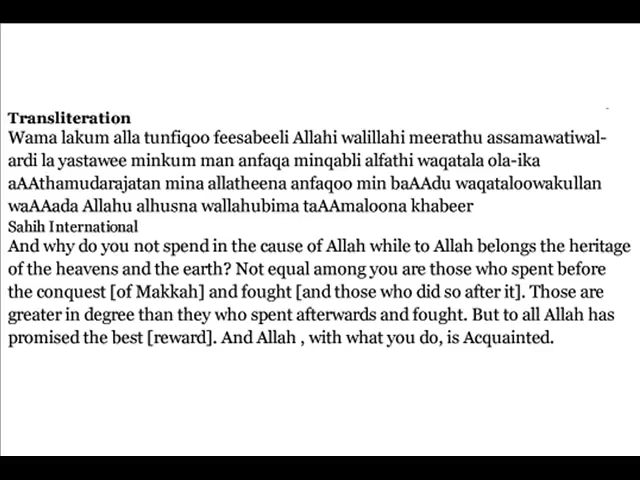 Transliteration
Wama lakum alla tunfiqoo feesabeeli Allahi walillahi meerathu assamawatiwal-
ardi la yastawee minkum man anfaqa minqabli alfathi waqatala ola-ika
aAAthamudarajatan mina allatheena anfaqoo min baAAdu waqataloowakullan
waAAada Allahu alhusna wallahubima taAAmaloona khabeer
Sahih International
And why do you not spend in the cause of Allah while to Allah belongs the heritage
of the heavens and the earth? Not equal among you are those who spent before
the conquest [of Makkah] and fought [and those who did so after it]. Those are
greater in degree than they who spent afterwards and fought. But to all Allah has
promised the best [reward]. And Allah , with what you do, is Acquainted.